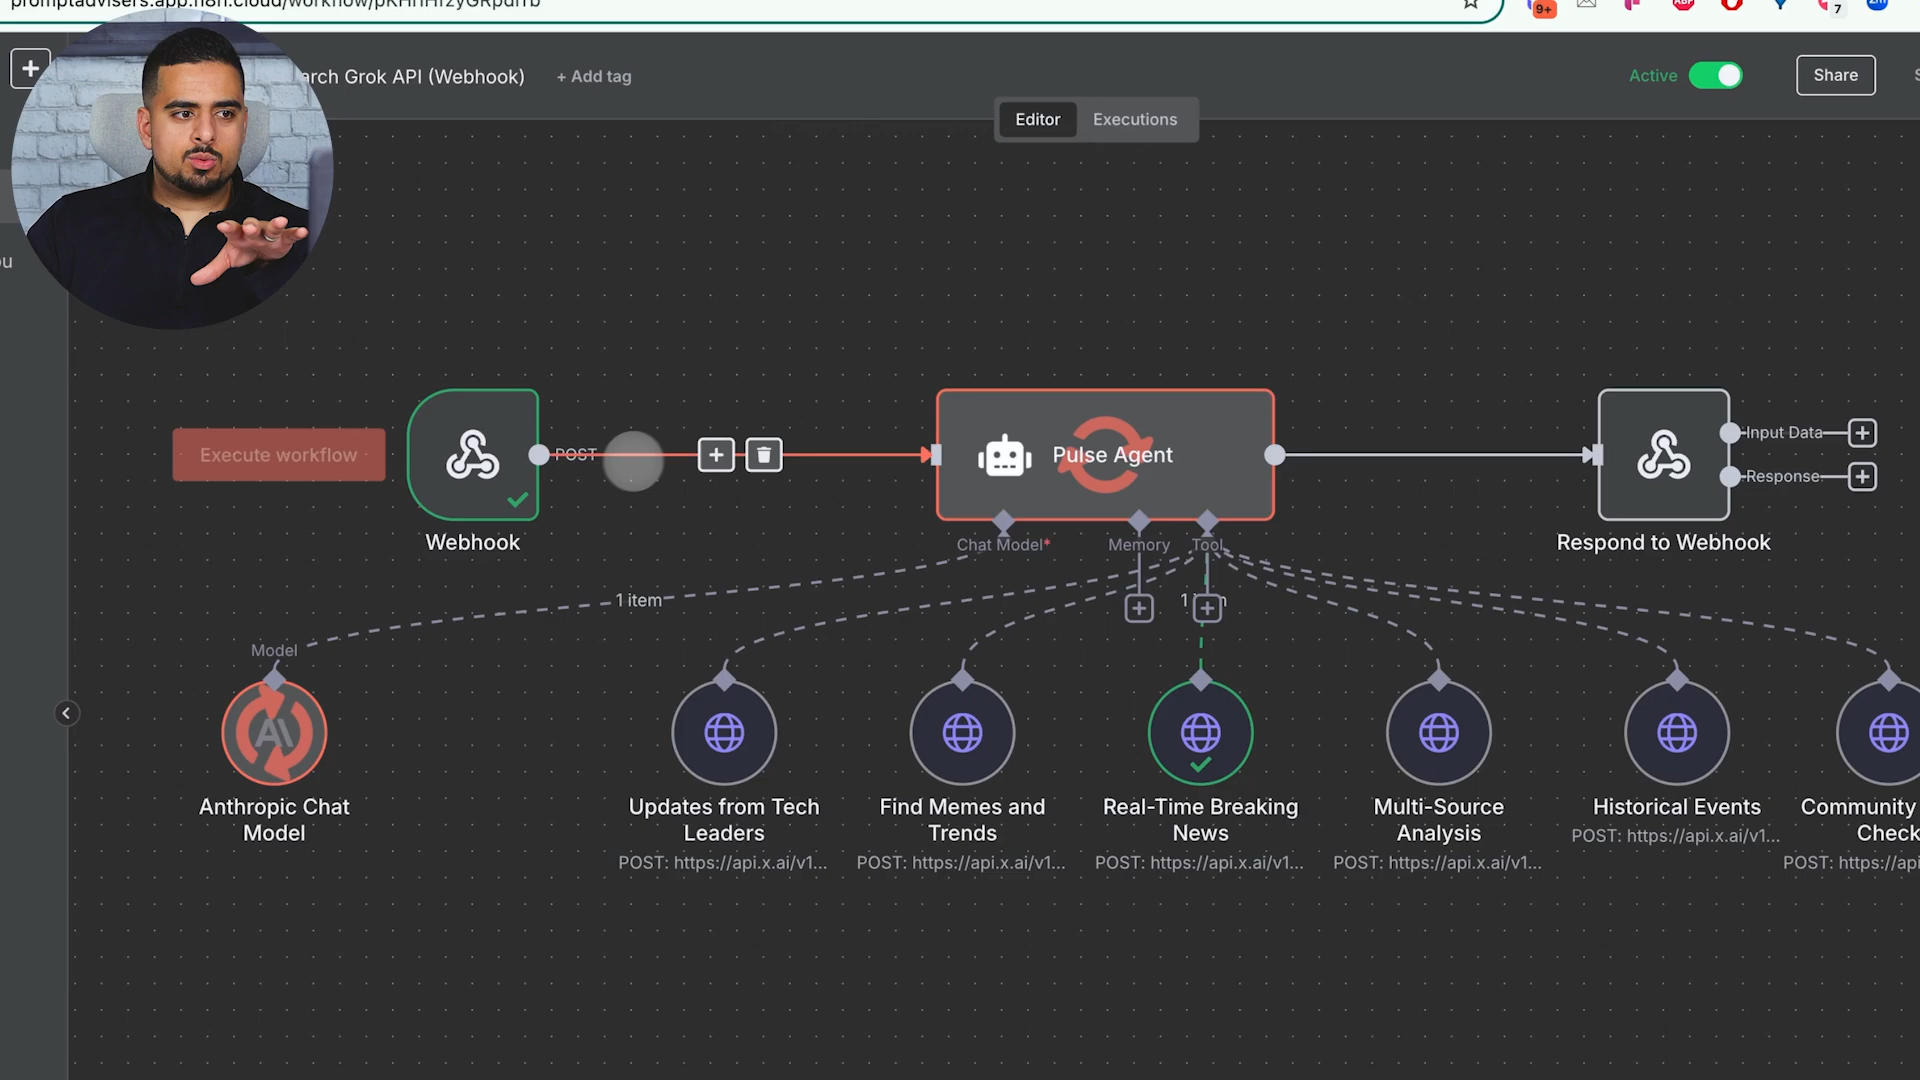 arch Grok API (Webhook)
+ Add tag
Active
Share
9+
ABP
7
Editor
Executions
ou
Execute workflow
POST
Pulse Agent
Input Data
Response
Webhook
Chat Model*
Memory
Tool
Respond to Webhook
1 item
Model
Anthropic Chat
Model
Updates from Tech
Leaders
POST: https://api.x.ai/v1...
Find Memes and
Trends
POST: https://api.x.ai/v1...
Real-Time Breaking
News
POST: https://api.x.ai/v1...
Multi-Source
Analysis
POST: https://api.x.ai/v1...
Historical Events
POST: https://api.x.ai/v1...
Community
Check
POST: https://api